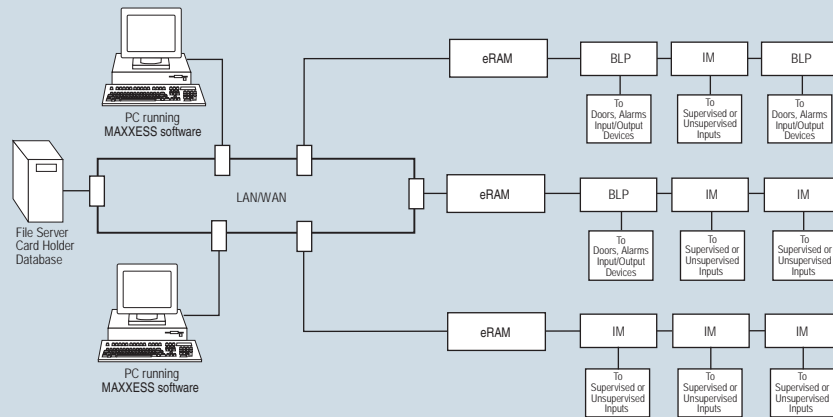 PC running
MAXXESS software
File Server
Card Holder
Database
LAN/WAN
PC running
MAXXESS software
eRAM
BLP
IM
BLP
To
Doors, Alarms
Input/Output
Devices
To
Supervised or
Unsupervised
Inputs
To
Doors, Alarms
Input/Output
Devices
eRAM
BLP
IM
IM
To
Doors, Alarms
Input/Output
Devices
To
Supervised or
Unsupervised
Inputs
To
Supervised or
Unsupervised
Inputs
eRAM
IM
IM
IM
To
Supervised or
Unsupervised
Inputs
To
Supervised or
Unsupervised
Inputs
To
Supervised or
Unsupervised
Inputs